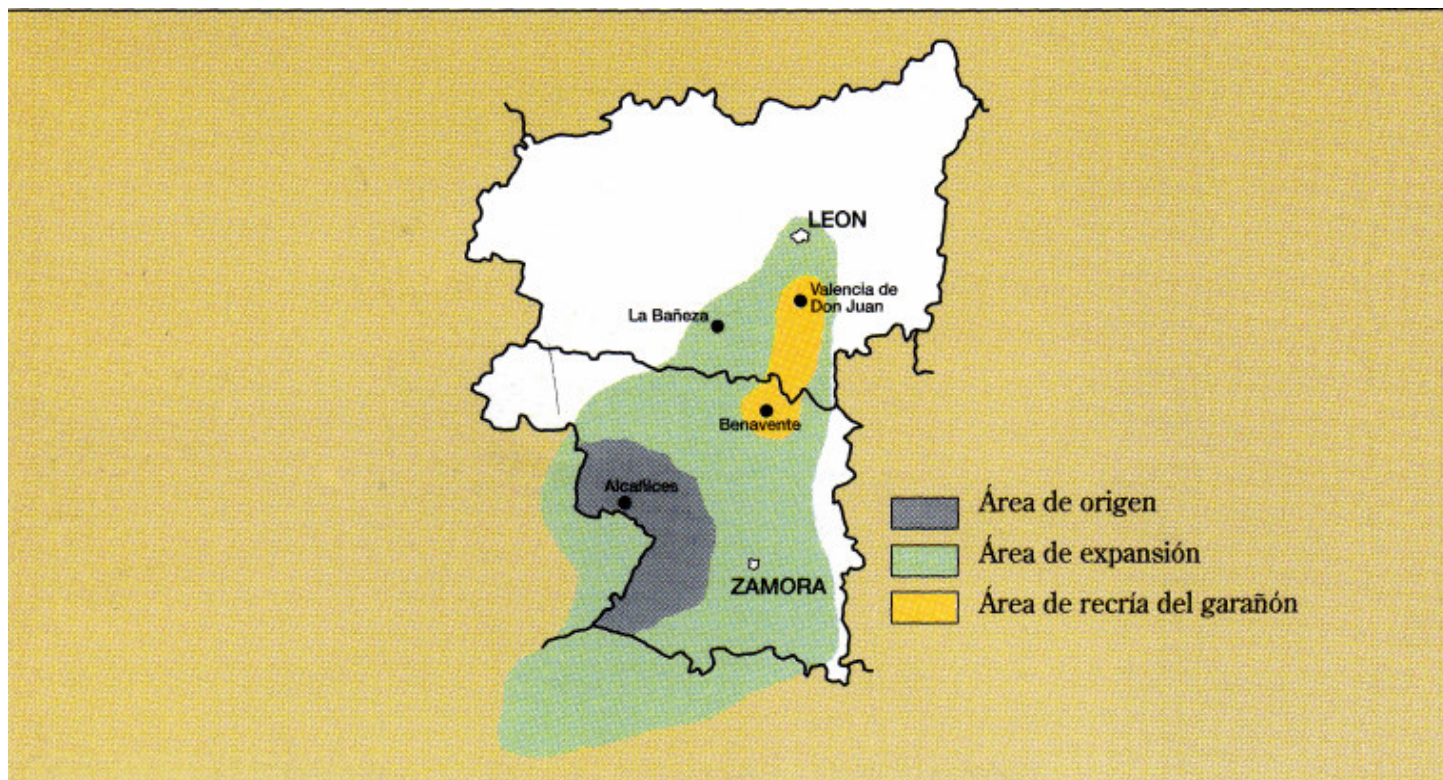 LEON
Valencia de
Don Juan
La Bañeza
Benavente
Alcañices
ZAMORA
Área de origen
Área de expansión
Área de recría del garañón